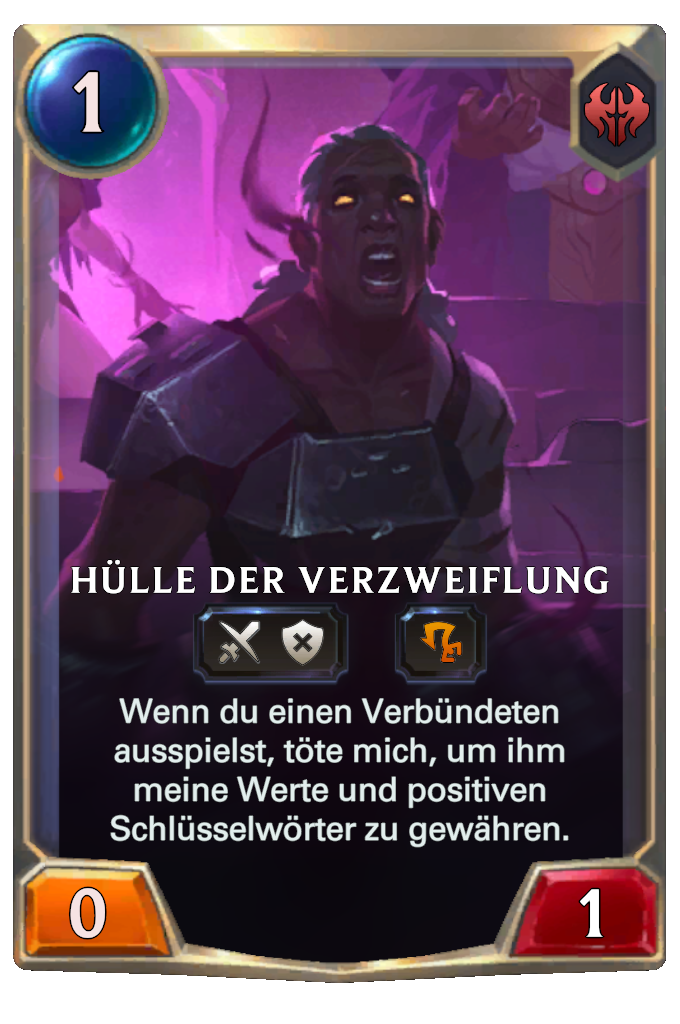 1
HÜLLE DER VERZWEIFLUNG
Wenn du einen Verbündeten
ausspielst, töte mich, um ihm
meine Werte und positiven
Schlüsselwörter zu gewähren.
0
1